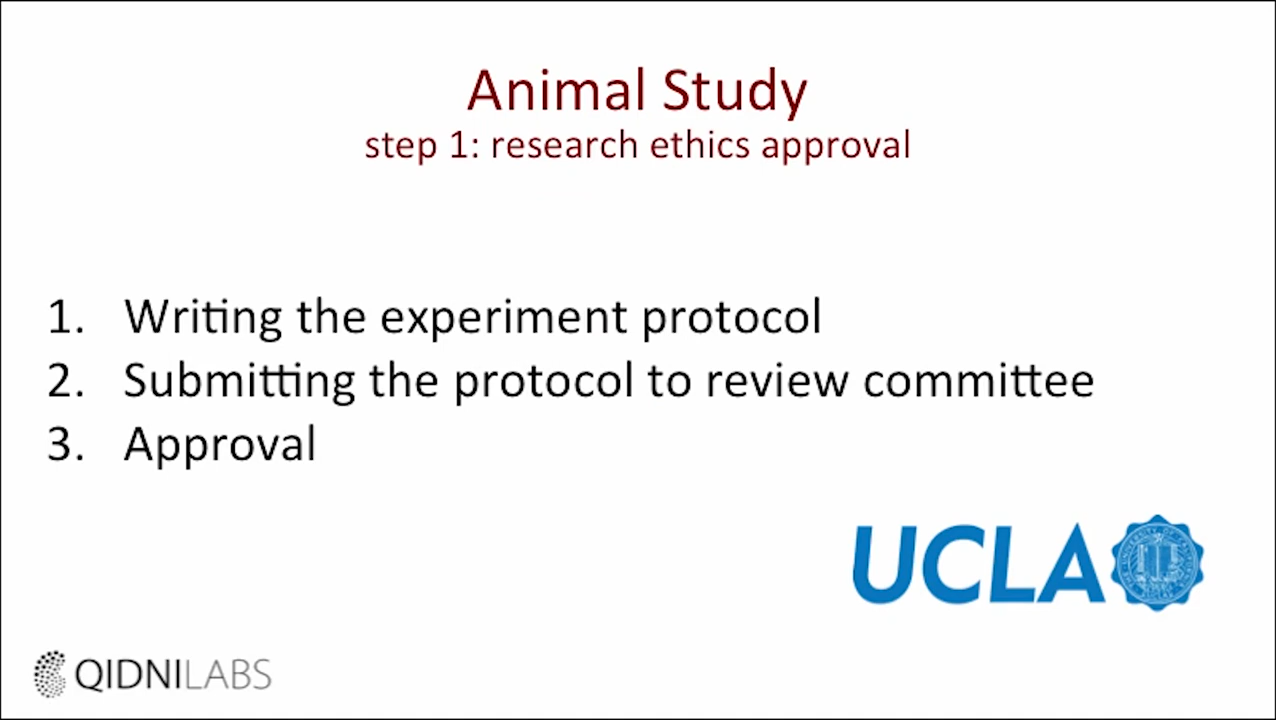 Animal Study
step 1: research ethics approval
1. Writing the experiment protocol
2. Submitting the protocol to review committee
3. Approval
UCLA
QIDNILABS